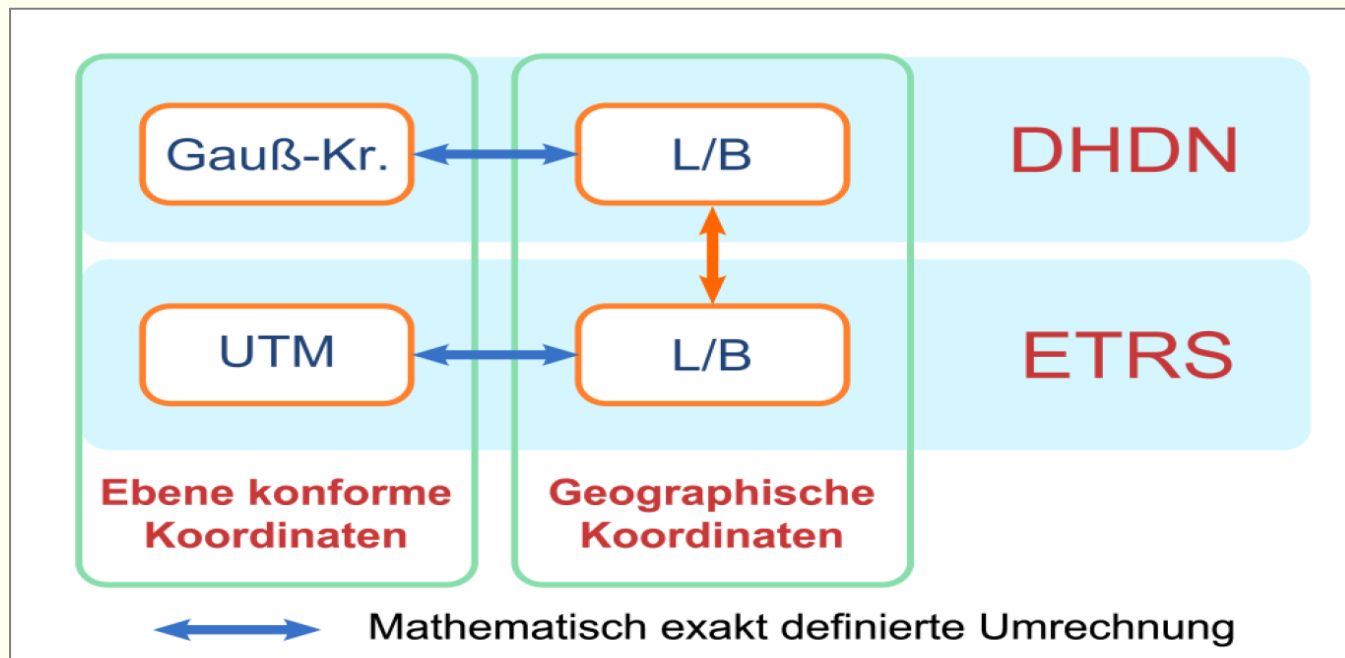 Gauß-Kr.
L/B
DHDN
UTM
L/B
ETRS
Ebene konforme
Koordinaten
Geographische
Koordinaten
Mathematisch exakt definierte Umrechnung